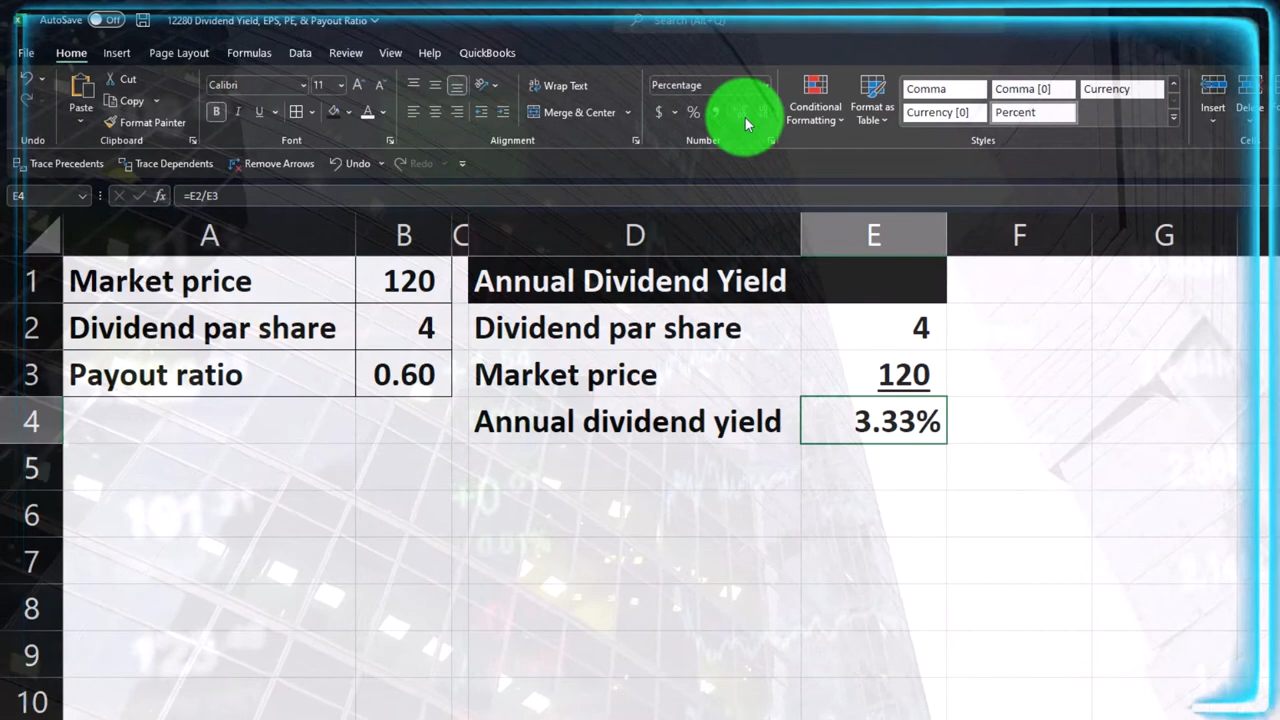 AutoSave Off 12280 Dividend Yield, EPS, PE, & Payout Ratio Search (Alt+Q)
File Home Insert Page Layout Formulas Data Review View Help QuickBooks
Cut Calibri 11 Wrap Text Percentage Comma Comma [0] Currency
Paste Copy Conditional Formatting Format as Table Insert Delete
B I U A Merge & Center $ % Currency [0] Percent
Format Painter
Undo Clipboard Font Alignment Number Styles Cells
Trace Precedents Trace Dependents Remove Arrows Undo Redo
E4 fx =E2/E3
A B C D E F G
1 Market price 120 Annual Dividend Yield
2 Dividend par share 4 Dividend par share 4
3 Payout ratio 0.60 Market price 120
4 Annual dividend yield 3.33%
5
6
7
8
9
10